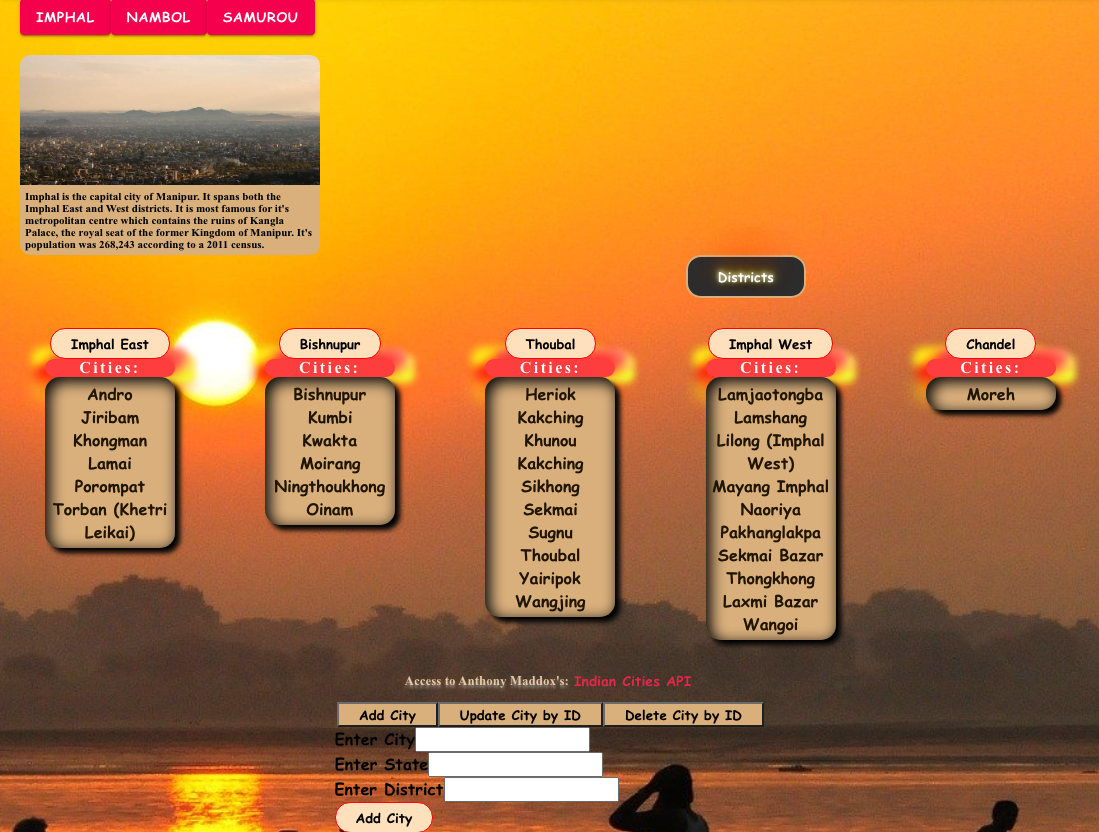 IMPHAL NAMBOL SAMUROU
Imphal is the capital city of Manipur. It spans both the
Imphal East and West districts. It is most famous for it's
metropolitan centre which contains the ruins of Kangla
Palace, the royal seat of the former Kingdom of Manipur. It's
population was 268,243 according to a 2011 census.
Districts
Imphal East
Cities:
Andro
Jiribam
Khongman
Lamai
Porompat
Torban (Khetri
Leikai)
Bishnupur
Cities:
Bishnupur
Kumbi
Kwakta
Moirang
Ningthoukhong
Oinam
Thoubal
Cities:
Heriok
Kakching
Khunou
Kakching
Sikhong
Sekmai
Sugnu
Thoubal
Yairipok
Wangjing
Imphal West
Cities:
Lamjaotongba
Lamshang
Lilong (Imphal
West)
Mayang Imphal
Naoriya
Pakhanglakpa
Sekmai Bazar
Thongkhong
Laxmi Bazar
Wangoi
Chandel
Cities:
Moreh
Access to Anthony Maddox's: Indian Cities API
Add City Update City by ID Delete City by ID
Enter City
Enter State
Enter District
Add City